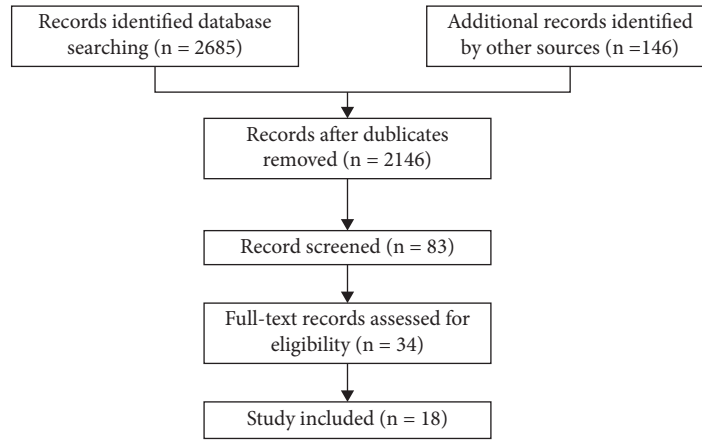 Records identified database
searching (n = 2685)
Additional records identified
by other sources (n =146)
Records after dublicates
removed (n = 2146)
Record screened (n = 83)
Full-text records assessed for
eligibility (n = 34)
Study included (n = 18)